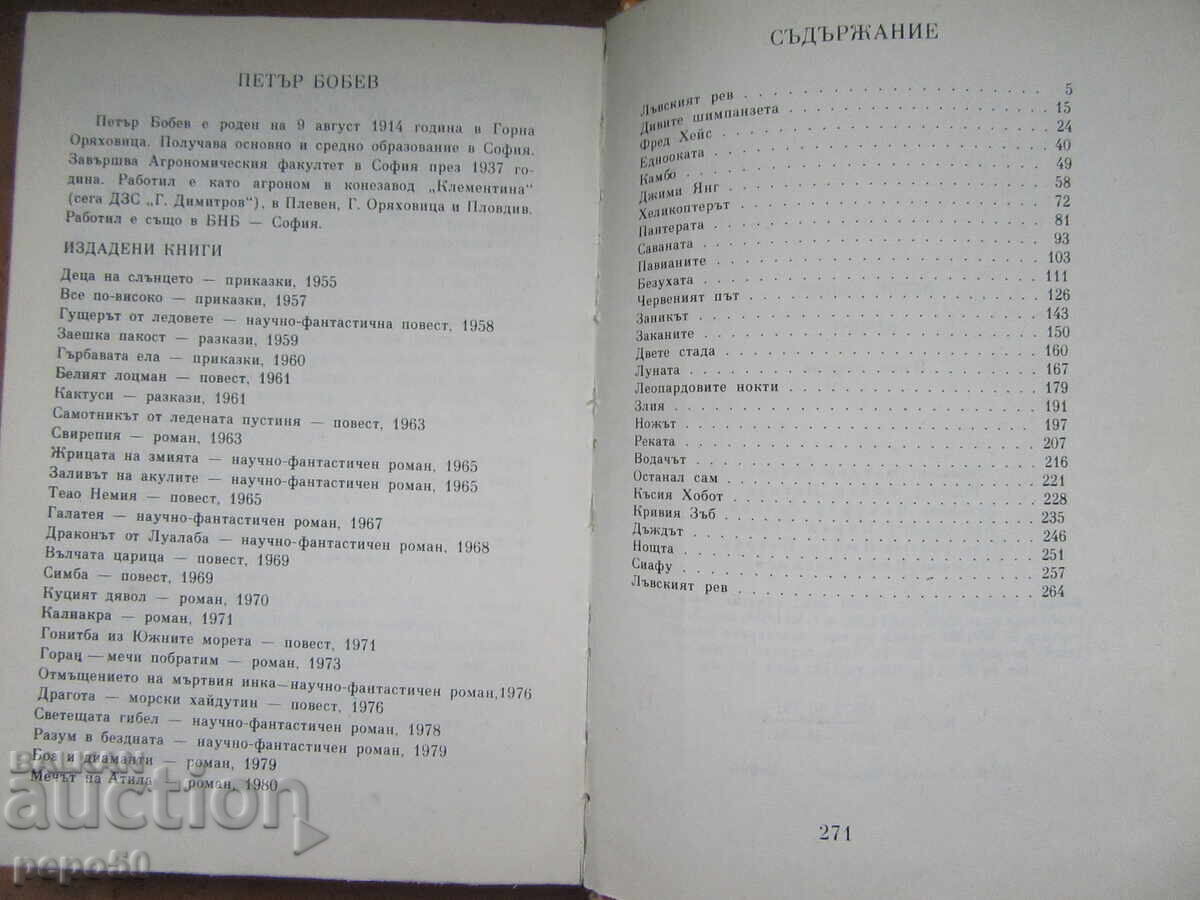 ПЕТЪР БОБЕВ
Петър Бобев е роден на 9 август 1914 година в Горна
Оряховица. Получава основно и средно образование в София.
Завършва Агрономическия факултет в София през 1937 го-
дина. Работил е като агроном в конезавод „Клементина“
(сега ДЗС „Г. Димитров“), в Плевен, Г. Оряховица и Пловдив.
Работил е също в БНБ — София.
ИЗДАДЕНИ КНИГИ
Деца на слънцето — приказки, 1955
Все по-високо — приказки, 1957
Гущерът от ледовете — научно-фантастична повест, 1958
Заешка пакост — разкази, 1959
Гърбавата ела — приказки, 1960
Белият лоцман — повест, 1961
Кактуси — разкази, 1961
Самотникът от ледената пустиня — повест, 1963
Свирепия — роман, 1963
Жрицата на змията — научно-фантастичен роман, 1965
Заливът на акулите — научно-фантастичен роман, 1965
Теао Немия — повест, 1965
Галатея — научно-фантастичен роман, 1967
Драконът от Луалаба — научно-фантастичен роман, 1968
Вълчата царица — повест, 1969
Симба — повест, 1969
Куцият дявол — роман, 1970
Калиакра — роман, 1971
Гонитба из Южните морета — повест, 1971
Горан — мечи побратим — роман, 1973
Отмъщението на мъртвия инка—научно-фантастичен роман,1976
Драгота — морски хайдутин — повест, 1976
Светещата гибел — научно-фантастичен роман, 1978
Разум в бездната — научно-фантастичен роман, 1979
Боа и диаманти — роман, 1979
Мечът на Атила — роман, 1980
СЪДЪРЖАНИЕ
Лъвският рев . . . 5
Дивите шимпанзета . . . 15
Фред Хейс . . . 24
Еднооката . . . 40
Камбо . . . 49
Джими Янг . . . 58
Хеликоптерът . . . 72
Пантерата . . . 81
Саваната . . . 93
Павианите . . . 103
Безухата . . . 111
Червеният път . . . 126
Заникът . . . 143
Заканите . . . 150
Двете стада . . . 160
Луната . . . 167
Леопардовите нокти . . . 179
Злия . . . 191
Ножът . . . 197
Реката . . . 207
Водачът . . . 216
Останал сам . . . 221
Късия Хобот . . . 228
Кривия Зъб . . . 235
Дъждът . . . 246
Нощта . . . 251
Сиафу . . . 257
Лъвският рев . . . 264
271
БАЛКАН
auction
pepo50